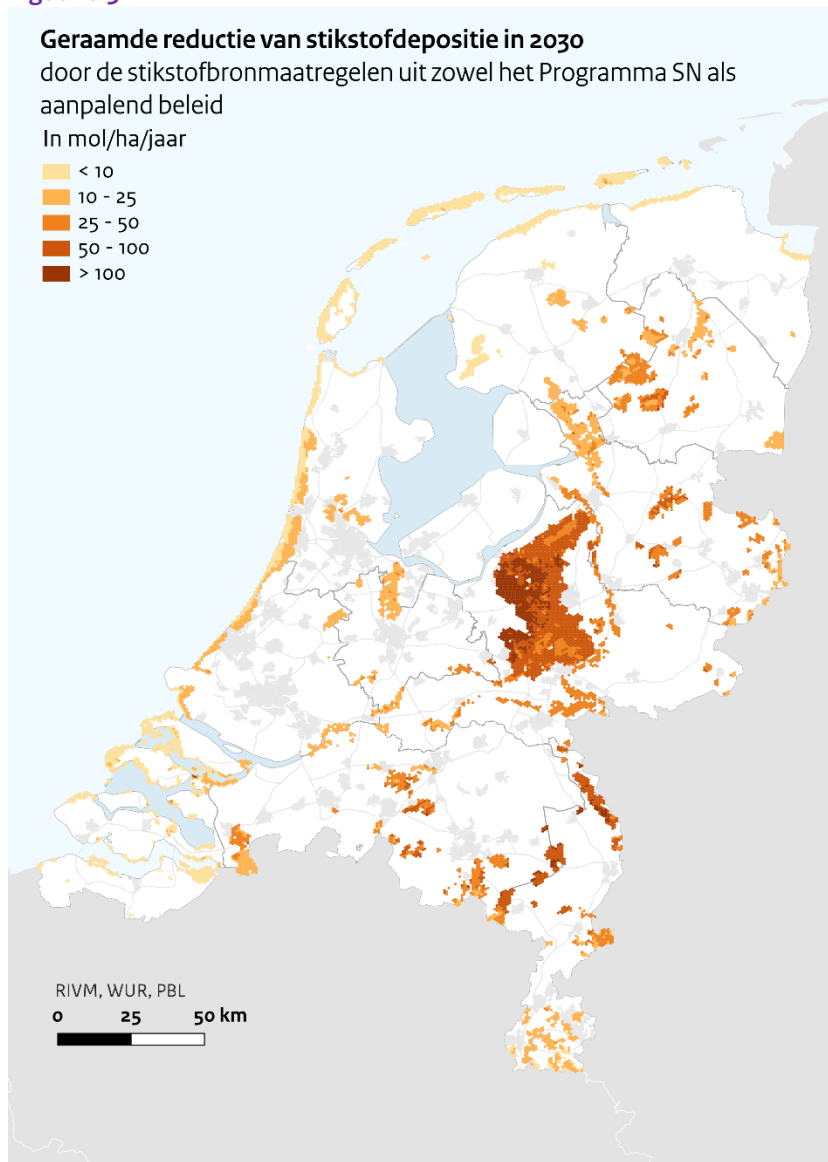 Geraamde reductie van stikstofdepositie in 2030
door de stikstofbronmaatregelen uit zowel het Programma SN als
aanpalend beleid
In mol/ha/jaar
< 10
10 - 25
25 - 50
50 - 100
> 100
RIVM, WUR, PBL
0 25 50 km